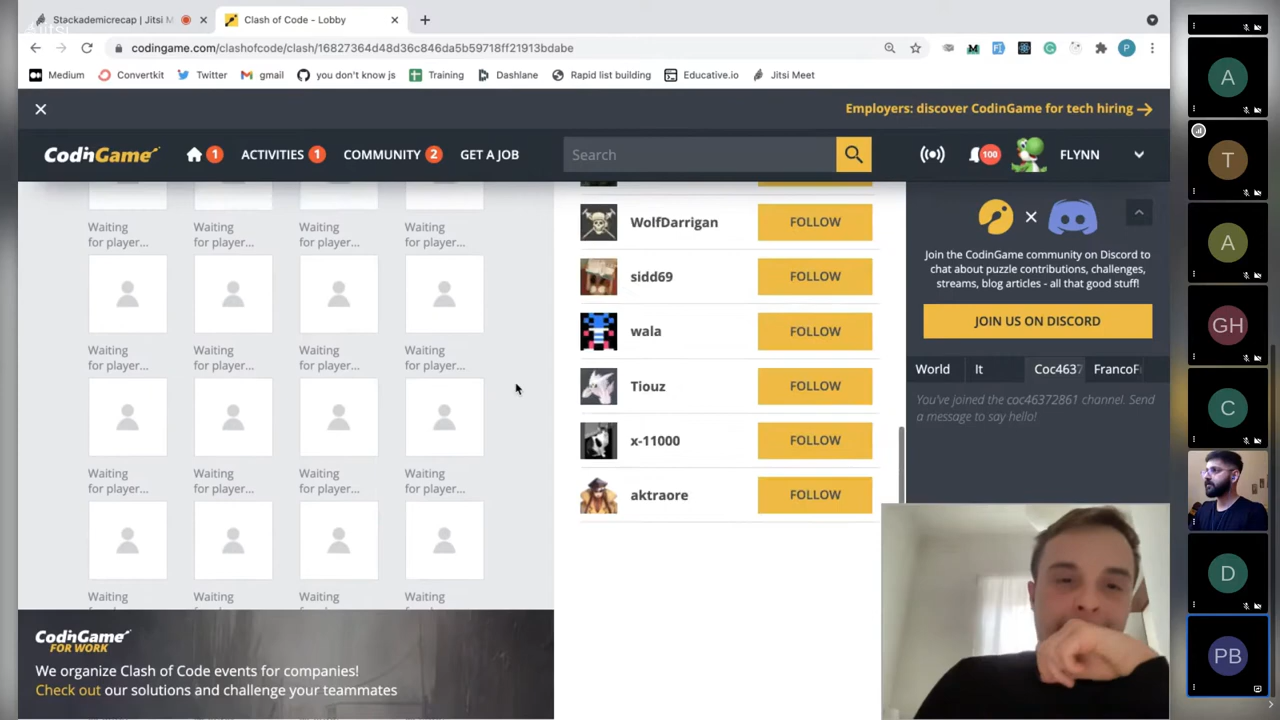 Stackademicrecap | Jitsi M
Clash of Code - Lobby
codingame.com/clashofcode/clash/16827364d48d36c846da5b59718ff21913bdabe
Medium
Convertkit
Twitter
gmail
you don't know js
Training
Dashlane
Rapid list building
Educative.io
Jitsi Meet
P
Employers: discover CodinGame for tech hiring
CodinGame
1
ACTIVITIES 1
COMMUNITY 2
GET A JOB
Search
100
FLYNN
Waiting
for player...
Waiting
for player...
Waiting
for player...
Waiting
for player...
Waiting
for player...
Waiting
for player...
Waiting
for player...
Waiting
for player...
Waiting
for player...
Waiting
for player...
Waiting
for player...
Waiting
for player...
Waiting
Waiting
Waiting
Waiting
CodinGame
FOR WORK
We organize Clash of Code events for companies!
Check out our solutions and challenge your teammates
WolfDarrigan FOLLOW
sidd69 FOLLOW
wala FOLLOW
Tiouz FOLLOW
x-11000 FOLLOW
aktraore FOLLOW
Join the CodinGame community on Discord to
chat about puzzle contributions, challenges,
streams, blog articles - all that good stuff!
JOIN US ON DISCORD
World It Coc4637 FrancoF
You've joined the coc46372861 channel. Send
a message to say hello!
A
T
A
GH
C
D
PB